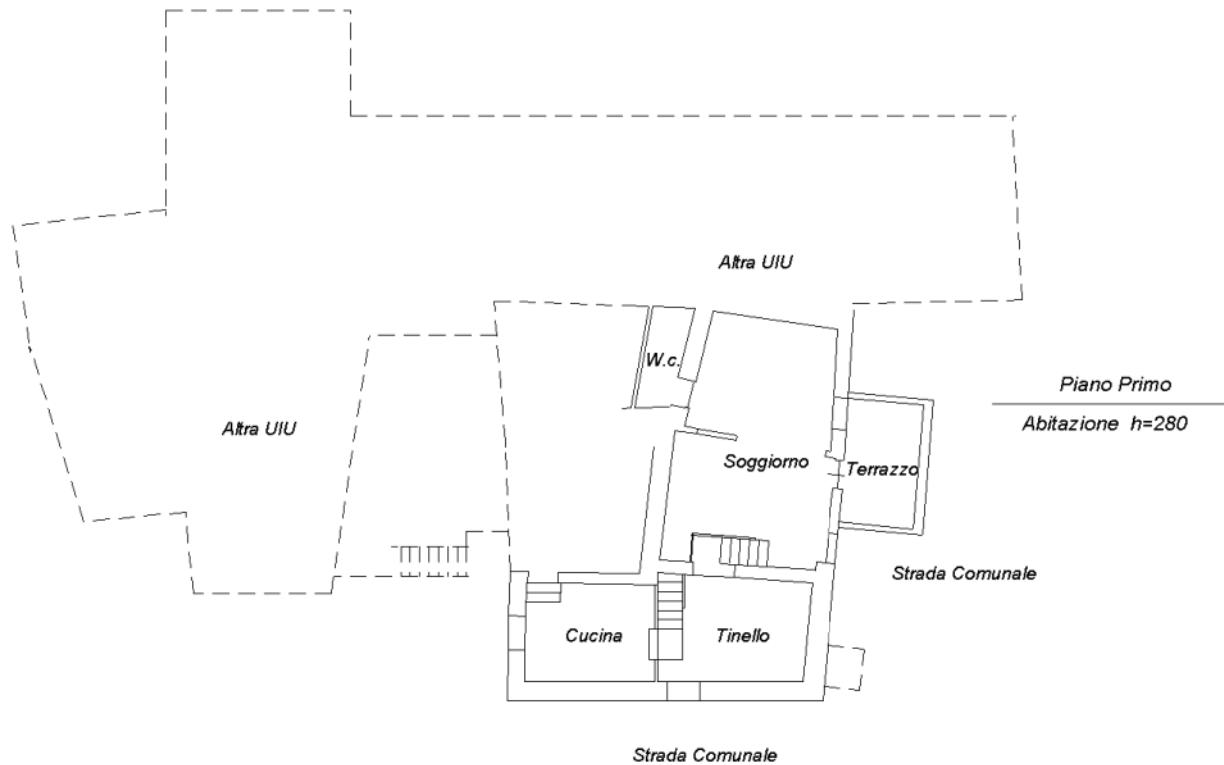 Altra UIU
W.c.
Piano Primo
Abitazione h=280
Altra UIU
Soggiorno
Terrazzo
Strada Comunale
Cucina
Tinello
Strada Comunale